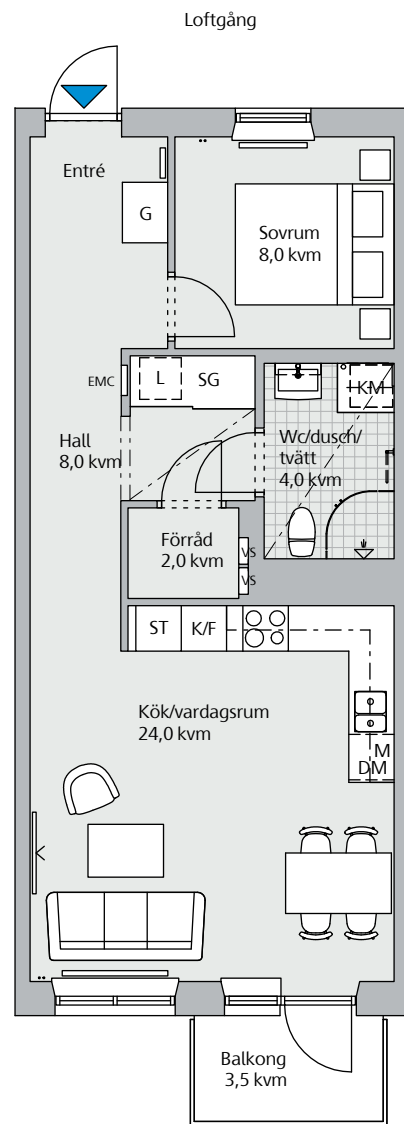 Loftgång
Entré
G
Sovrum
8,0 kvm
EMC
L
SG
KM
Hall
8,0 kvm
Wc/dusch/
tvätt
4,0 kvm
Förråd
2,0 kvm
VS
VS
ST
K/F
Kök/vardagsrum
24,0 kvm
M
DM
Balkong
3,5 kvm